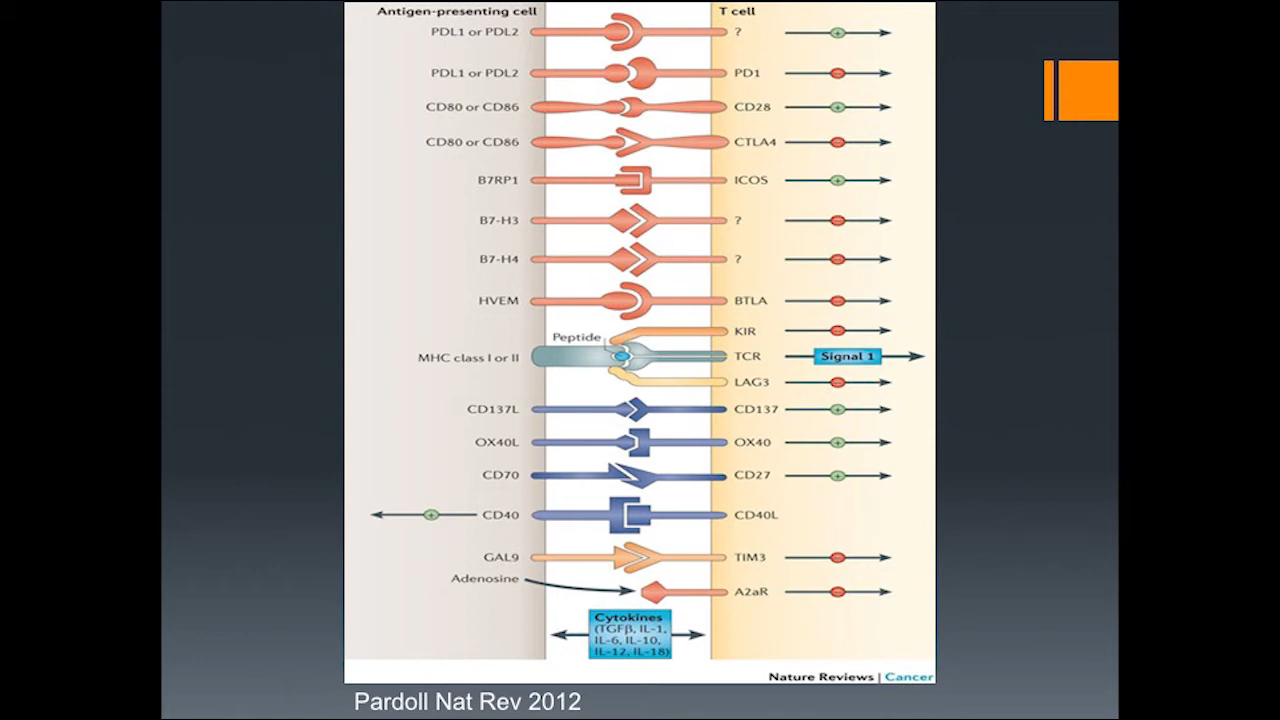 Antigen-presenting cell T cell
PDL1 or PDL2 ? +
PDL1 or PDL2 PD1 –
CD80 or CD86 CD28 +
CD80 or CD86 CTLA4 –
B7RP1 ICOS +
B7-H3 ? –
B7-H4 ? –
HVEM BTLA –
KIR –
Peptide
MHC class I or II TCR Signal 1
LAG3 –
CD137L CD137 +
OX40L OX40 +
CD70 CD27 +
+ CD40 CD40L
GAL9 TIM3 –
Adenosine
A2aR –
Cytokines
(TGFβ, IL-1,
IL-6, IL-10,
IL-12, IL-18)
Nature Reviews | Cancer
Pardoll Nat Rev 2012